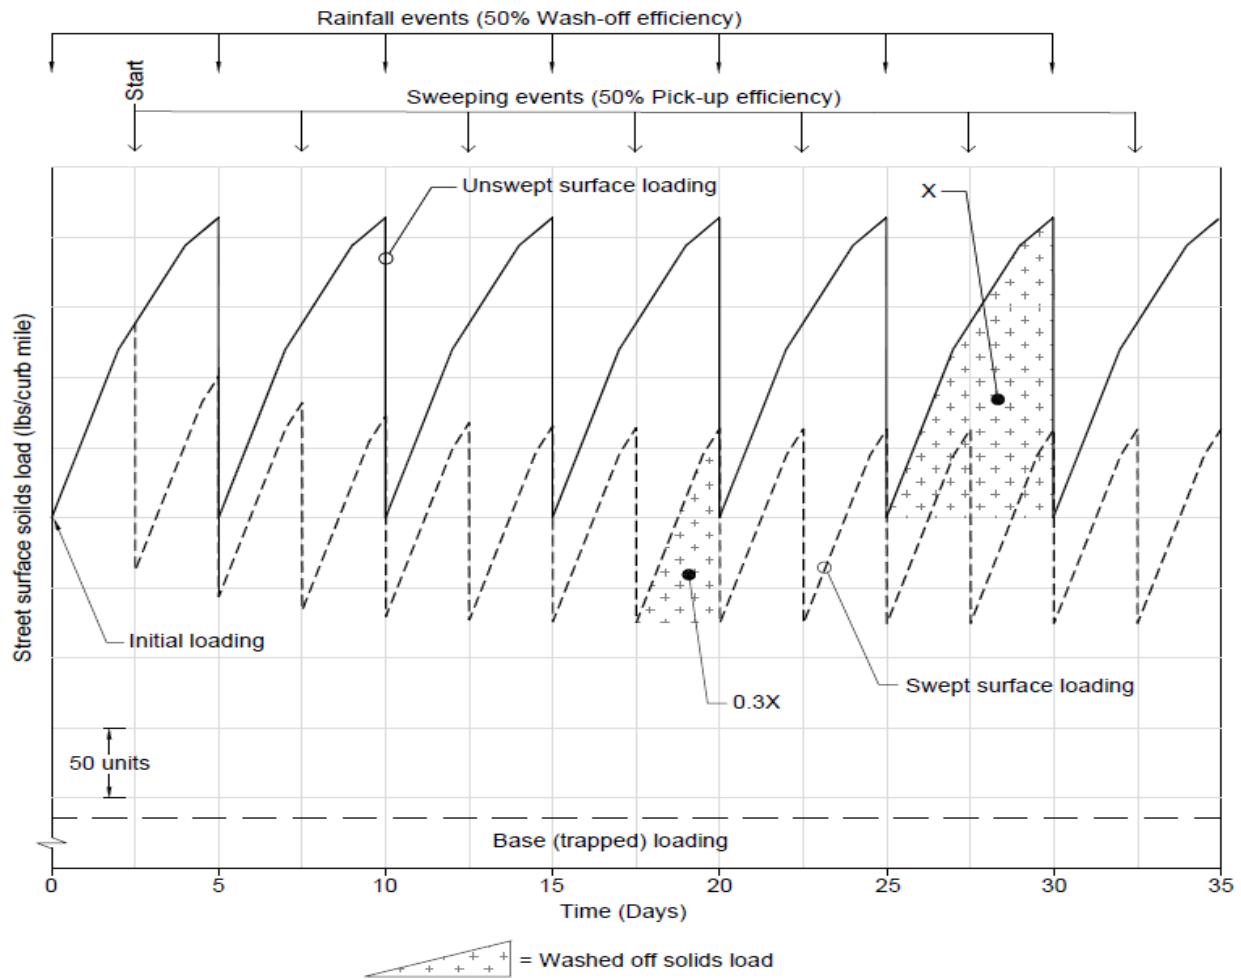 Rainfall events (50% Wash-off efficiency)
Start
Sweeping events (50% Pick-up efficiency)
Unswept surface loading
X
Street surface soilds load (lbs/curb mile)
Initial loading
0.3X
Swept surface loading
50 units
Base (trapped) loading
0 5 10 15 20 25 30 35
Time (Days)
= Washed off solids load